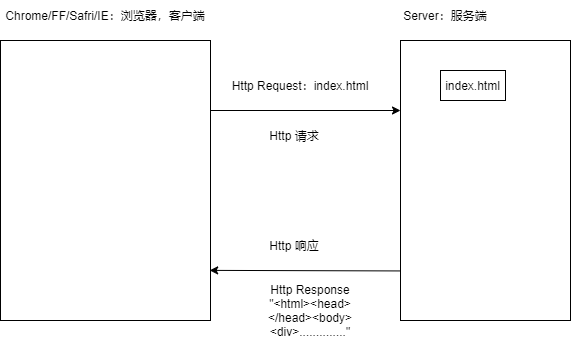 Chrome/FF/Safri/IE：浏览器，客户端
Server：服务端
Http Request：index.html
index.html
Http 请求
Http 响应
Http Response
"<html><head>
</head><body>
<div>.............."